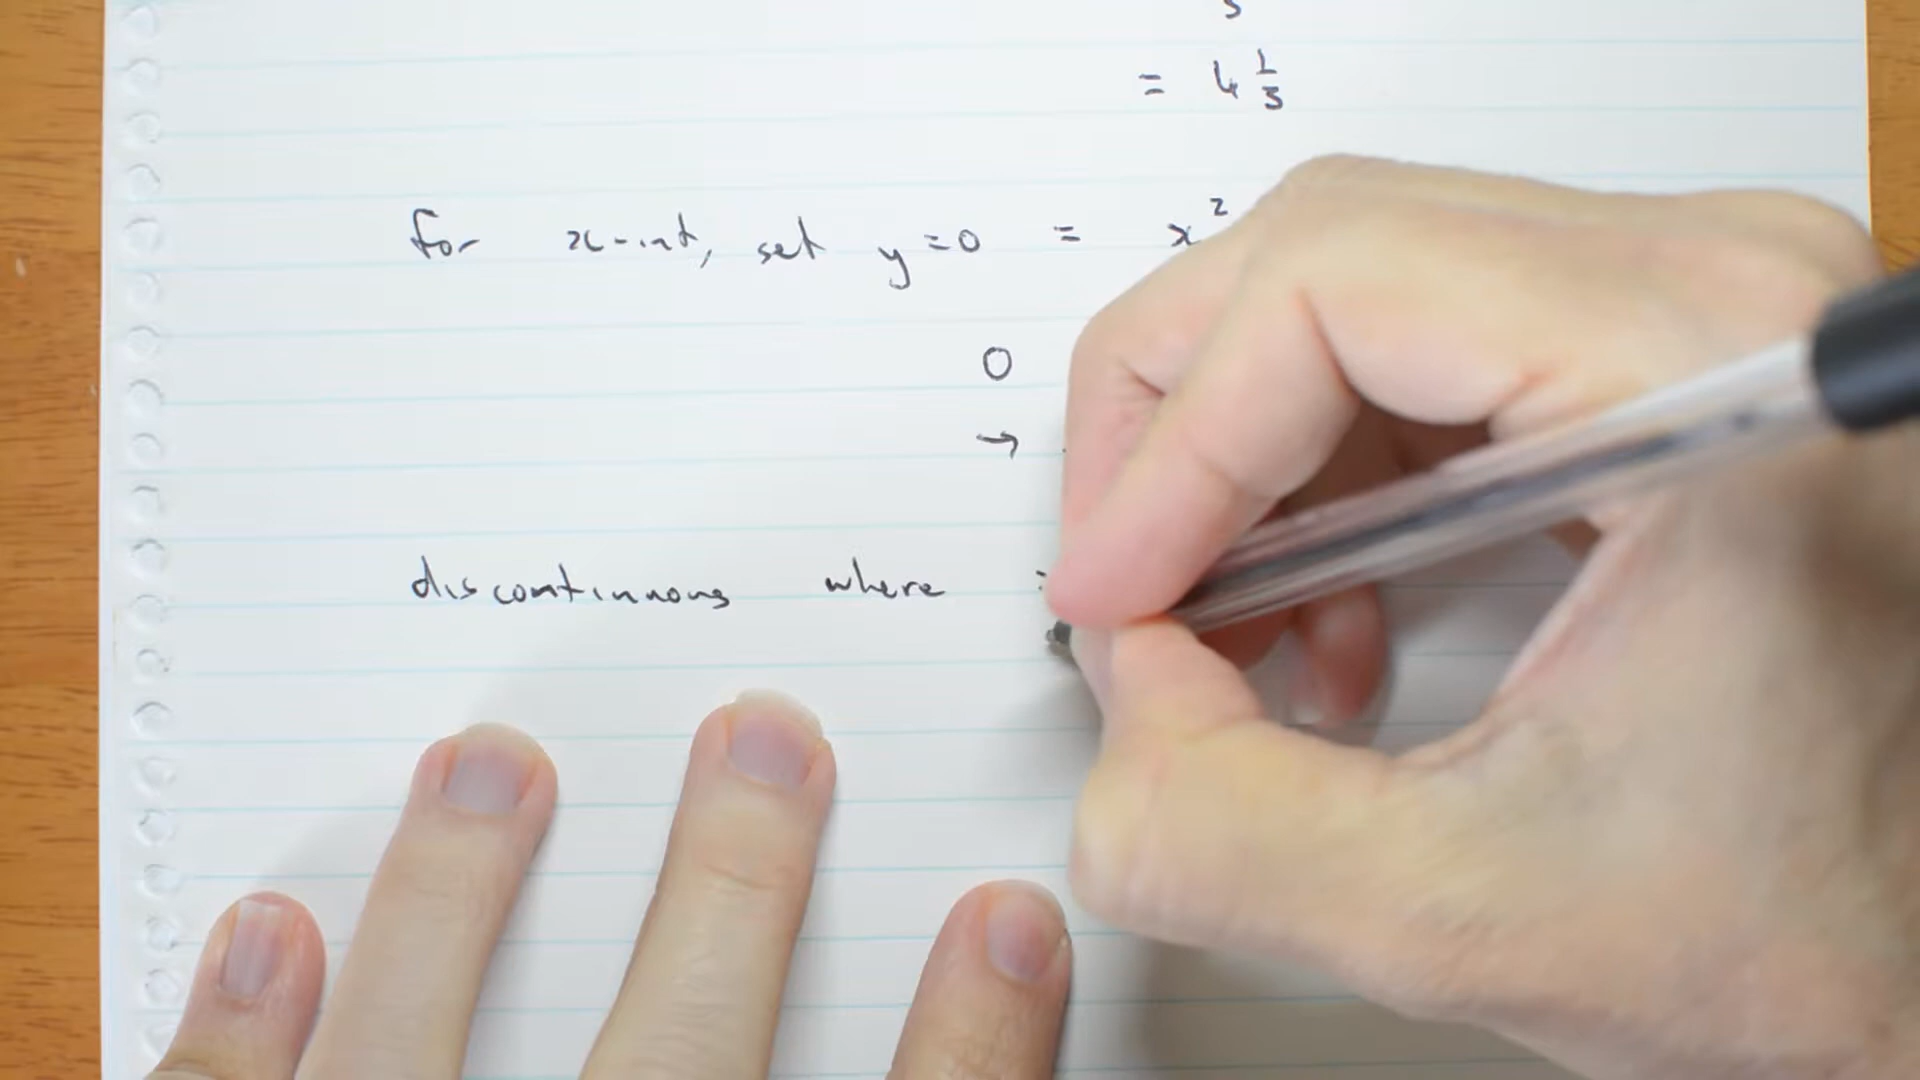 = 4 1/3
for x-int, set y=0 = x²
0
→
discontinuous where